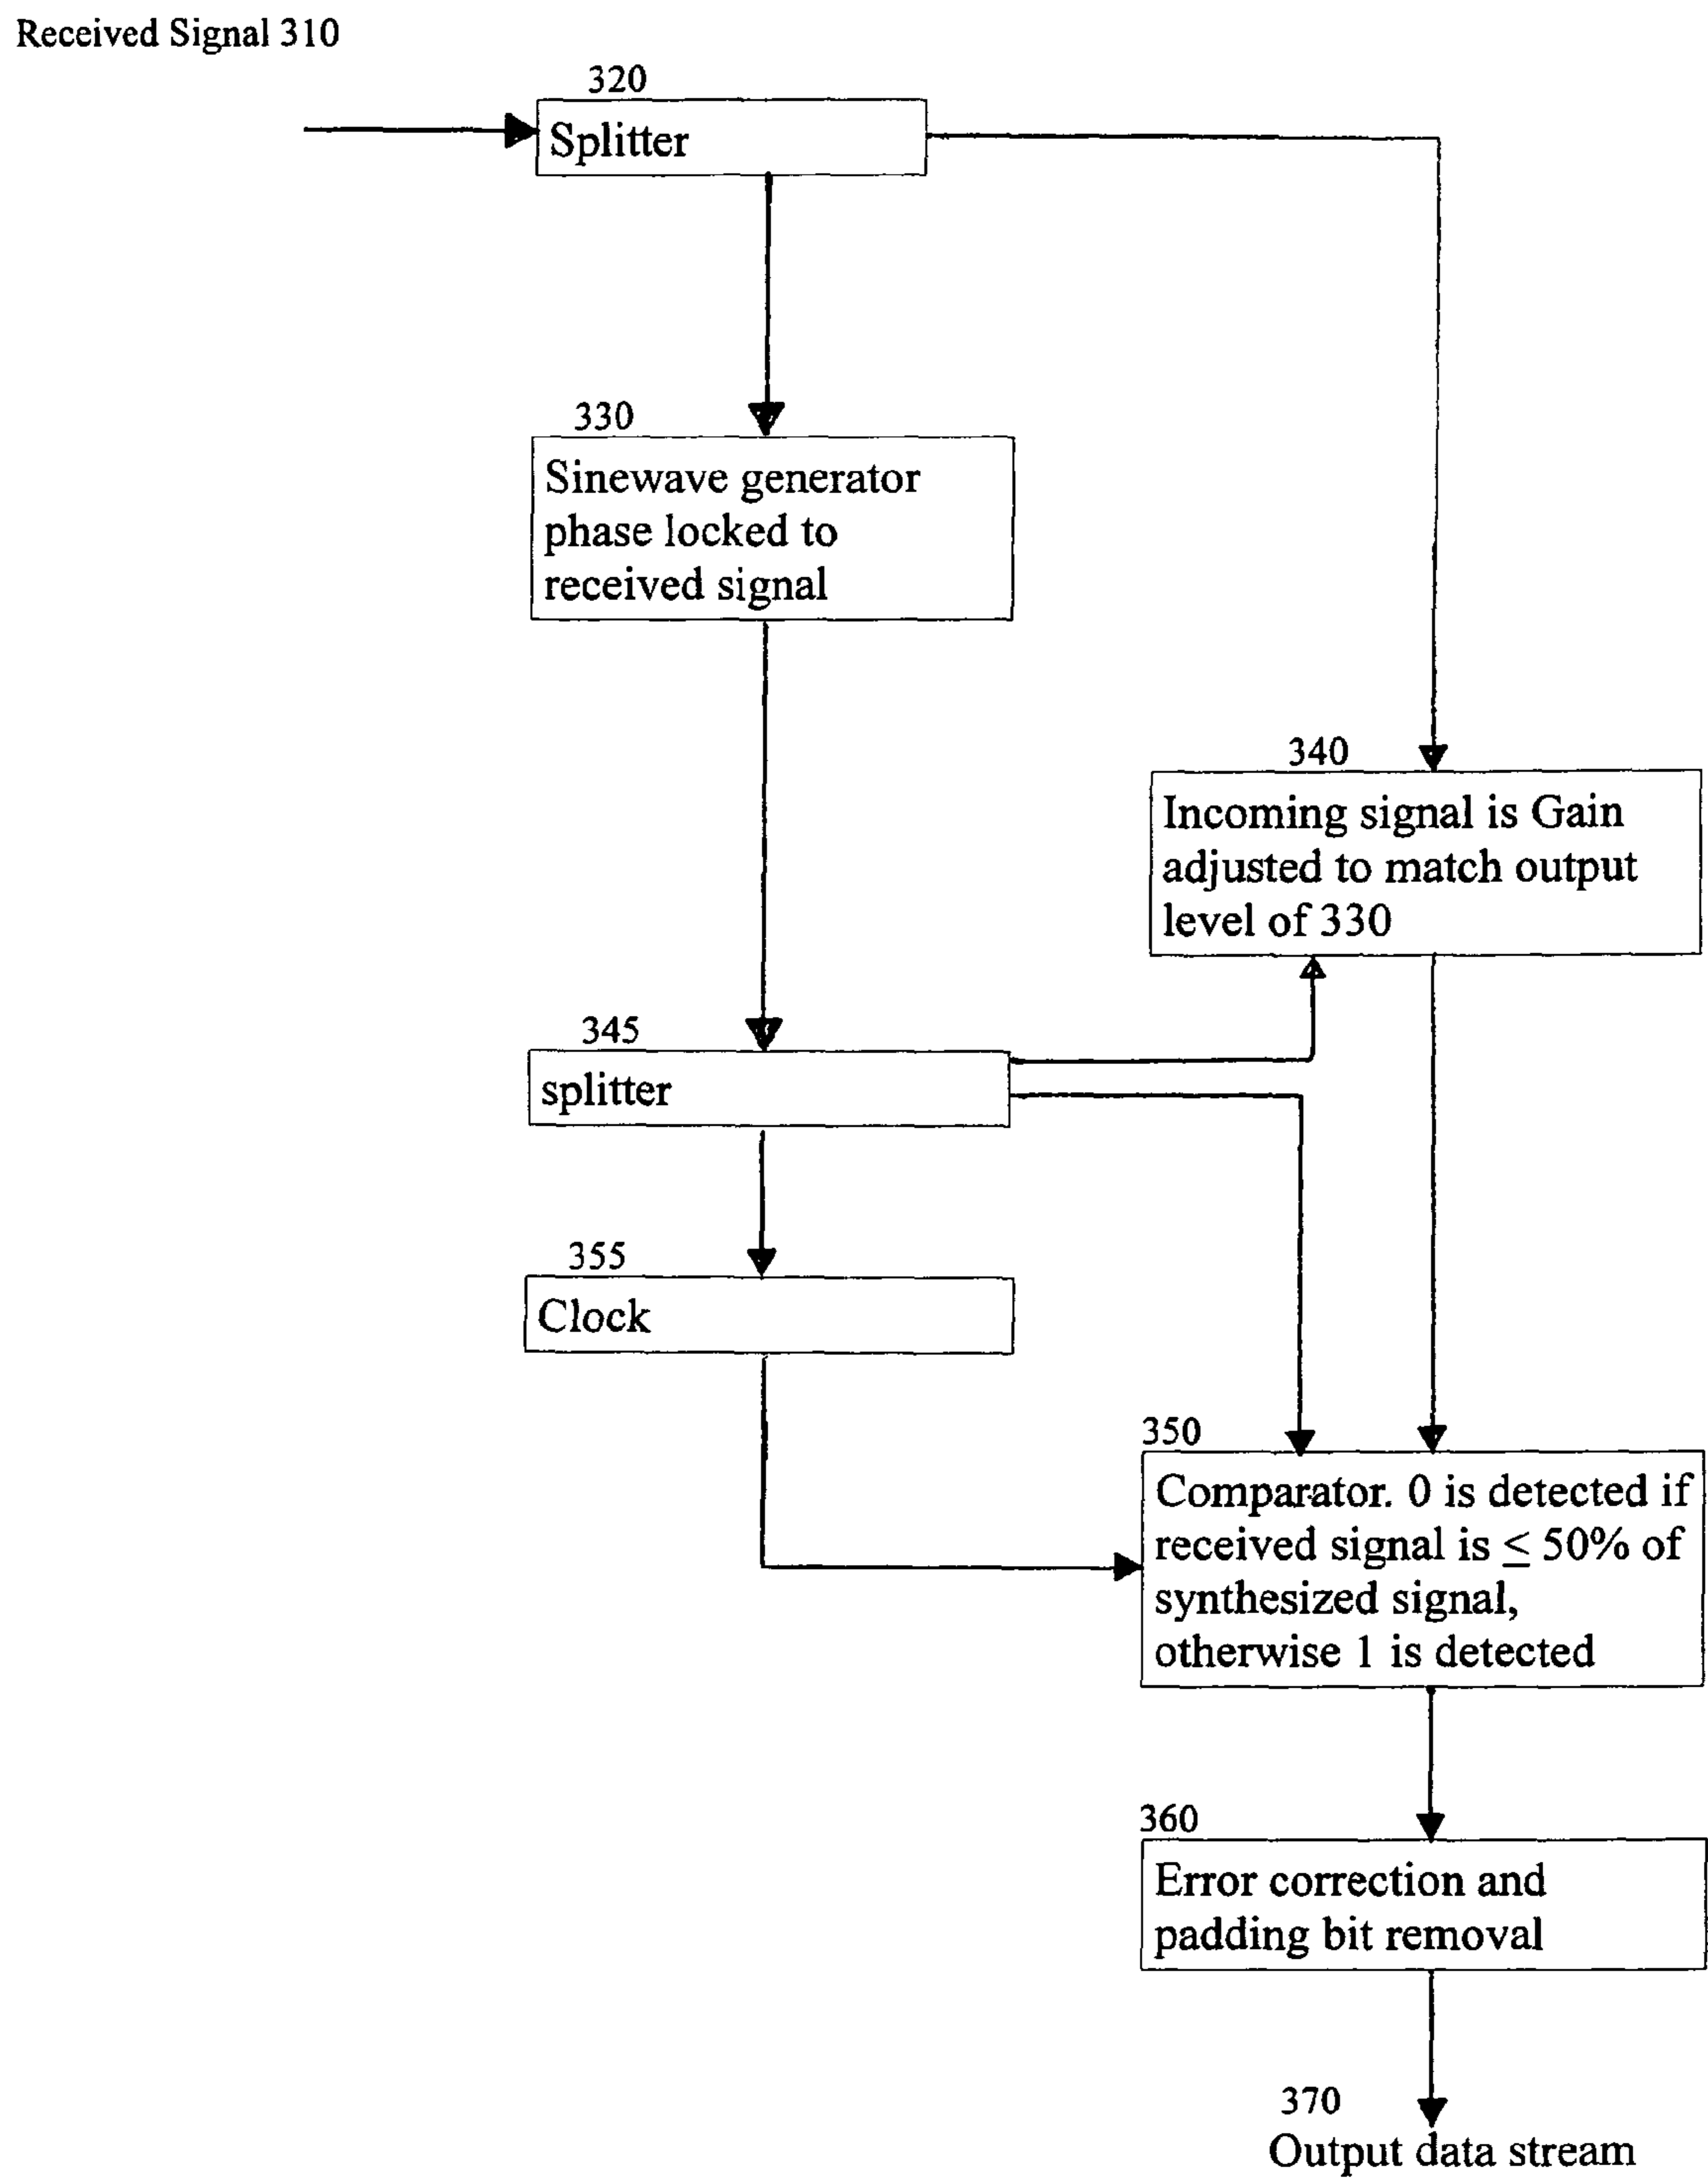 Received Signal 310
320
Splitter
330
Sinewave generator
phase locked to
received signal
340
Incoming signal is Gain
adjusted to match output
level of 330
345
splitter
355
Clock
350
Comparator. 0 is detected if
received signal is ≤ 50% of
synthesized signal,
otherwise 1 is detected
360
Error correction and
padding bit removal
370
Output data stream